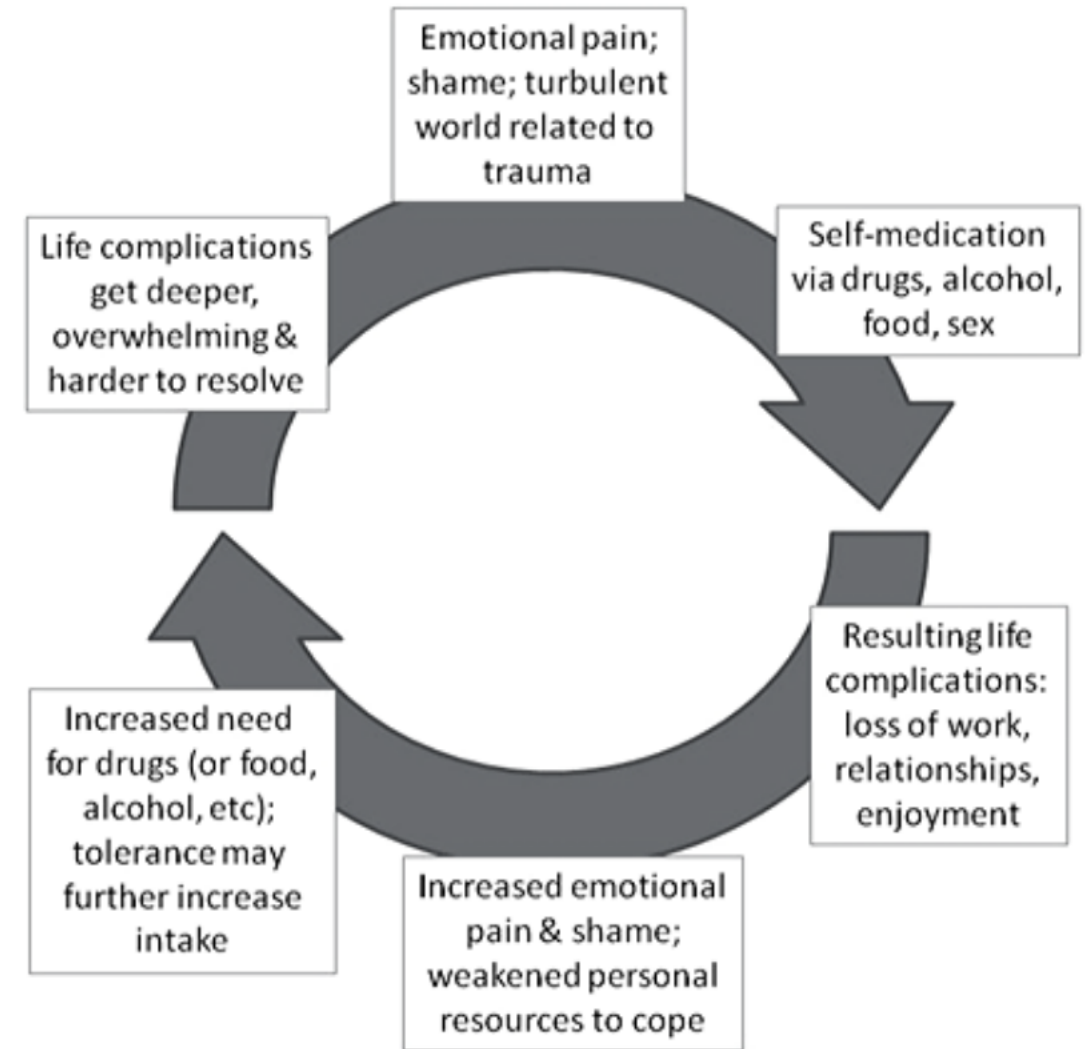 Emotional pain;
shame; turbulent
world related to
trauma
Self-medication
via drugs, alcohol,
food, sex
Resulting life
complications:
loss of work,
relationships,
enjoyment
Increased emotional
pain & shame;
weakened personal
resources to cope
Increased need
for drugs (or food,
alcohol, etc);
tolerance may
further increase
intake
Life complications
get deeper,
overwhelming &
harder to resolve